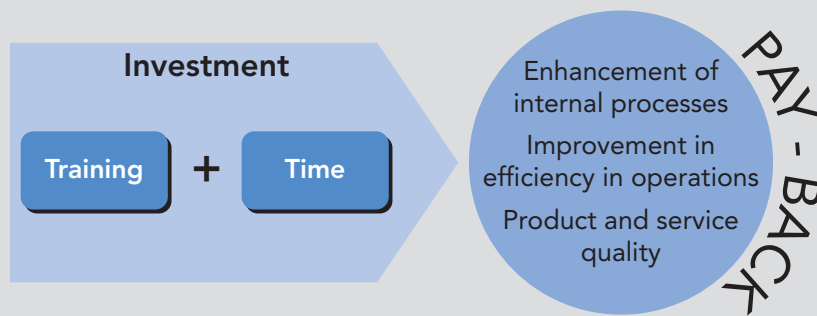 Investment
Training + Time
Enhancement of
internal processes
Improvement in
efficiency in operations
Product and service
quality
PAY - BACK